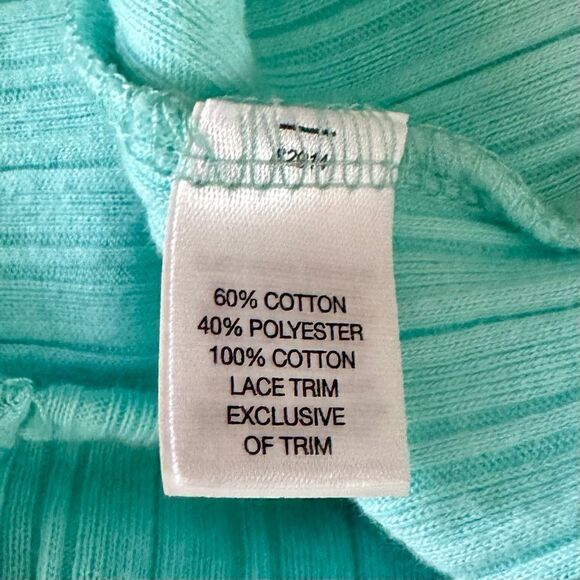 60% COTTON
40% POLYESTER
100% COTTON
LACE TRIM
EXCLUSIVE
OF TRIM